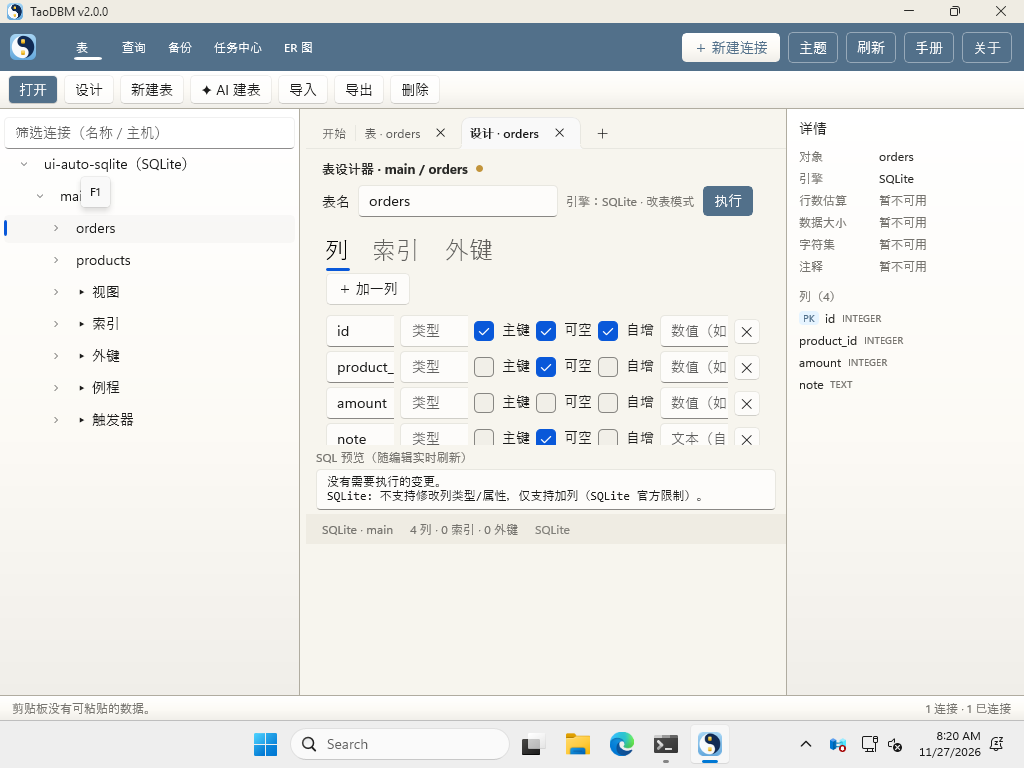 TaoDBM v2.0.0
表 查询 备份 任务中心 ER 图 + 新建连接 主题 刷新 手册 关于
打开 设计 新建表 ✦ AI 建表 导入 导出 删除
筛选连接（名称 / 主机）
ui-auto-sqlite（SQLite）
F1
orders
products
视图
索引
外键
例程
触发器
开始 表 · orders 设计 · orders
表设计器 · main / orders
表名 orders 引擎：SQLite · 改表模式 执行
列 索引 外键
+ 加一列
id 类型 主键 可空 自增 数值（如
product_ 类型 主键 可空 自增 数值（如
amount 类型 主键 可空 自增 数值（如
note 类型 主键 可空 自增 文本（自
SQL 预览（随编辑实时刷新）
没有需要执行的变更。
SQLite: 不支持修改列类型/属性，仅支持加列（SQLite 官方限制）。
SQLite · main 4 列 · 0 索引 · 0 外键 SQLite
详情
对象 orders
引擎 SQLite
行数估算 暂不可用
数据大小 暂不可用
字符集 暂不可用
注释 暂不可用
列（4）
PK id INTEGER
product_id INTEGER
amount INTEGER
note TEXT
剪贴板没有可粘贴的数据。 1 连接 · 1 已连接
Search
8:20 AM
11/27/2026